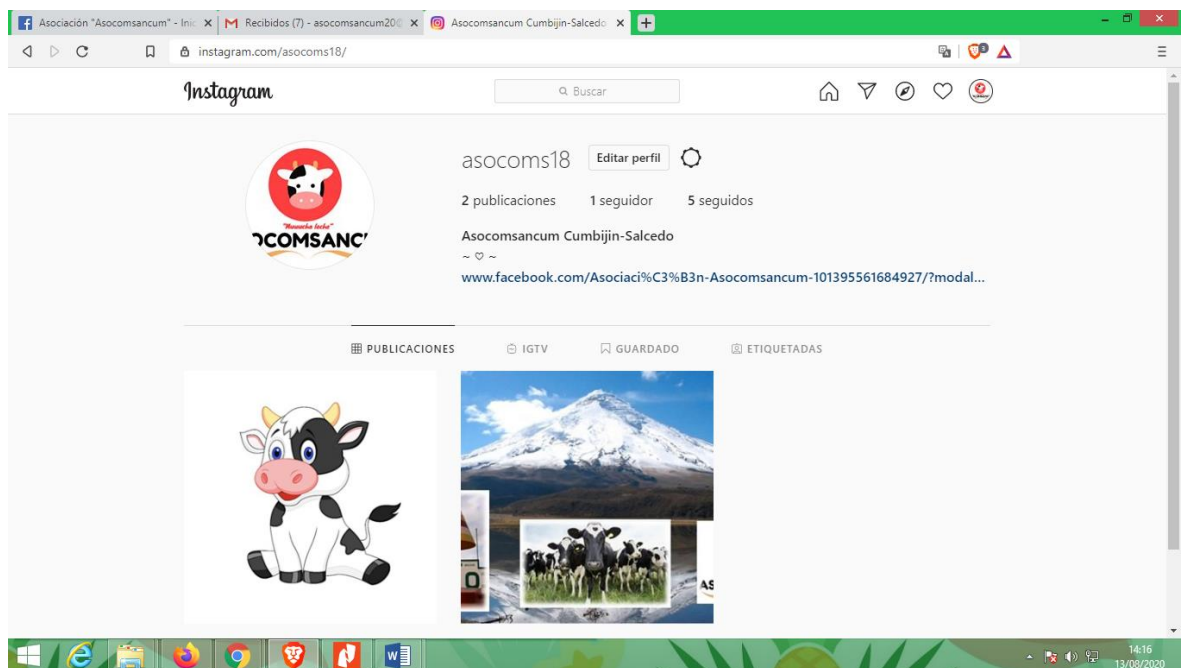 Asociación "Asocomsancum" - Inic
Recibidos (7) - asocomsancum20
Asocomsancum Cumbijin-Salcedo
instagram.com/asocoms18/
Instagram
Buscar
asocoms18 Editar perfil
2 publicaciones 1 seguidor 5 seguidos
Asocomsancum Cumbijin-Salcedo
~ ♡ ~
www.facebook.com/Asociaci%C3%B3n-Asocomsancum-101395561684927/?modal...
OCOMSANC
PUBLICACIONES IGTV GUARDADO ETIQUETADAS
O
AS
14:16
13/08/2020